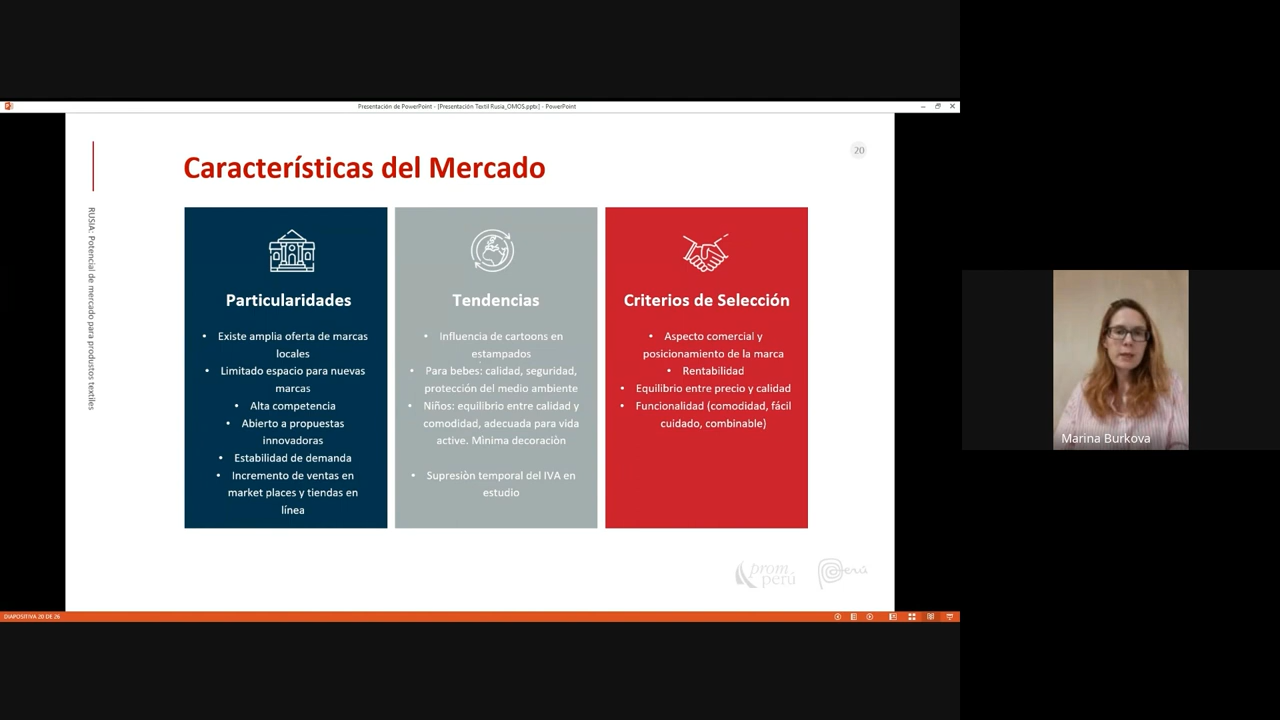 Presentación de PowerPoint - [Presentación Textil Rusia_OMOS.pptx] - PowerPoint
20
Características del Mercado
RUSIA: Potencial de mercado para produstos textiles
Particularidades
• Existe amplia oferta de marcas
locales
• Limitado espacio para nuevas
marcas
• Alta competencia
• Abierto a propuestas
innovadoras
• Estabilidad de demanda
• Incremento de ventas en
market places y tiendas en
línea
Tendencias
• Influencia de cartoons en
estampados
• Para bebes: calidad, seguridad,
protección del medio ambiente
• Niños: equilibrio entre calidad y
comodidad, adecuada para vida
active. Mìnima decoraciòn
• Supresiòn temporal del IVA en
estudio
Criterios de Selección
• Aspecto comercial y
posicionamiento de la marca
• Rentabilidad
• Equilibrio entre precio y calidad
• Funcionalidad (comodidad, fácil
cuidado, combinable)
prom
perú
Perú
DIAPOSITIVA 20 DE 26
Marina Burkova